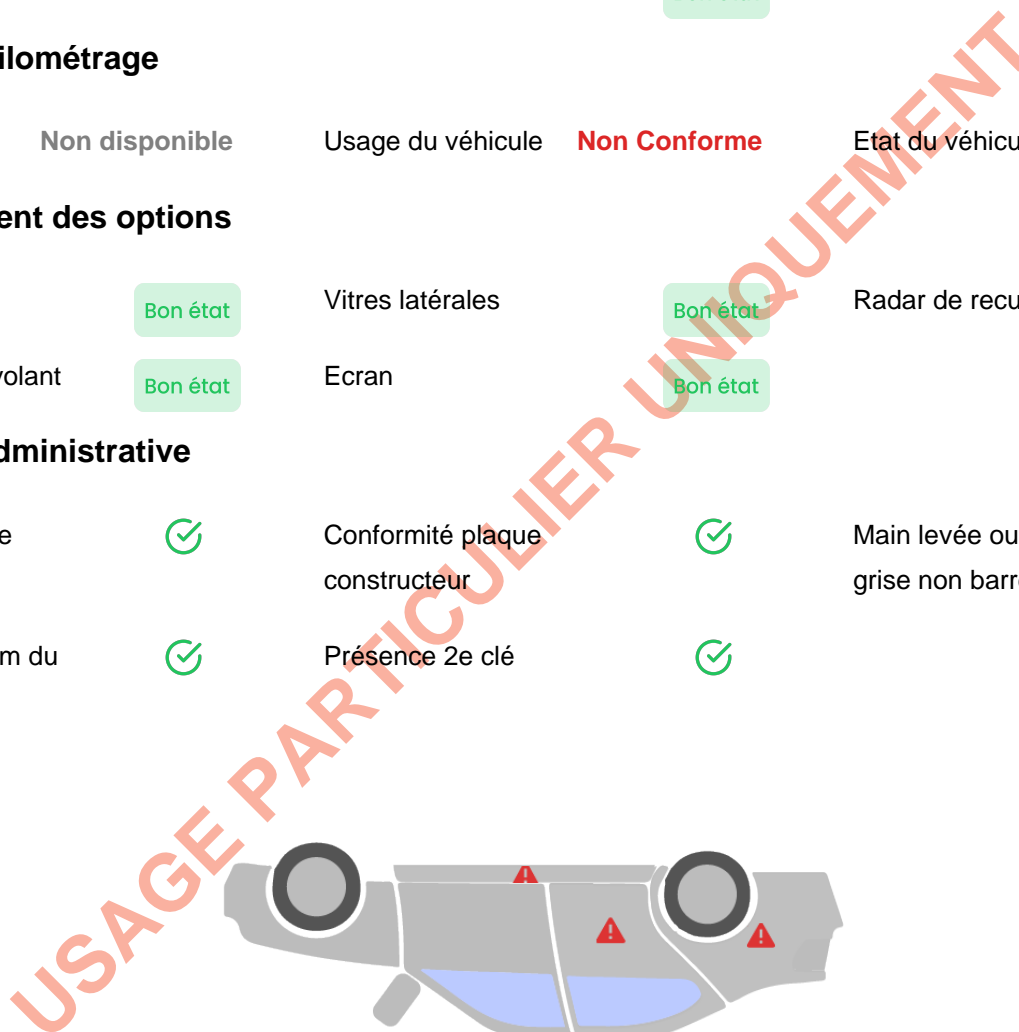 ilométrage
Non disponible
Usage du véhicule
Non Conforme
Etat du véhicu
ent des options
Bon état
Vitres latérales
Bon état
Radar de recu
volant
Bon état
Ecran
Bon état
dministrative
e
Conformité plaque
constructeur
Main levée ou
grise non barr
m du
Présence 2e clé
USAGE PARTICULIER UNIQUEMENT